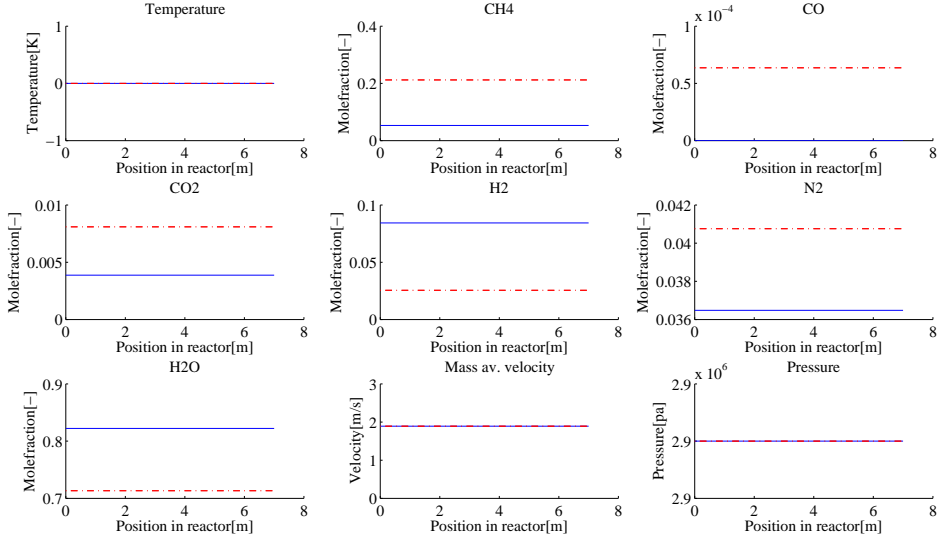 Temperature
Temperature[K]
1
0
−1
0 2 4 6 8
Position in reactor[m]
CH4
Molefraction[−]
0.4
0.2
0
0 2 4 6 8
Position in reactor[m]
CO
x 10−4
Molefraction[−]
1
0.5
0
0 2 4 6 8
Position in reactor[m]
CO2
Molefraction[−]
0.01
0.005
0
0 2 4 6 8
Position in reactor[m]
H2
Molefraction[−]
0.1
0.05
0
0 2 4 6 8
Position in reactor[m]
N2
Molefraction[−]
0.042
0.04
0.036
0 2 4 6 8
Position in reactor[m]
H2O
Molefraction[−]
0.9
0.8
0.7
0 2 4 6 8
Position in reactor[m]
Mass av. velocity
Velocity[m/s]
3
2
1
0
0 2 4 6 8
Position in reactor[m]
Pressure
x 106
Pressure[pa]
2.9
2.9
2.9
0 2 4 6 8
Position in reactor[m]